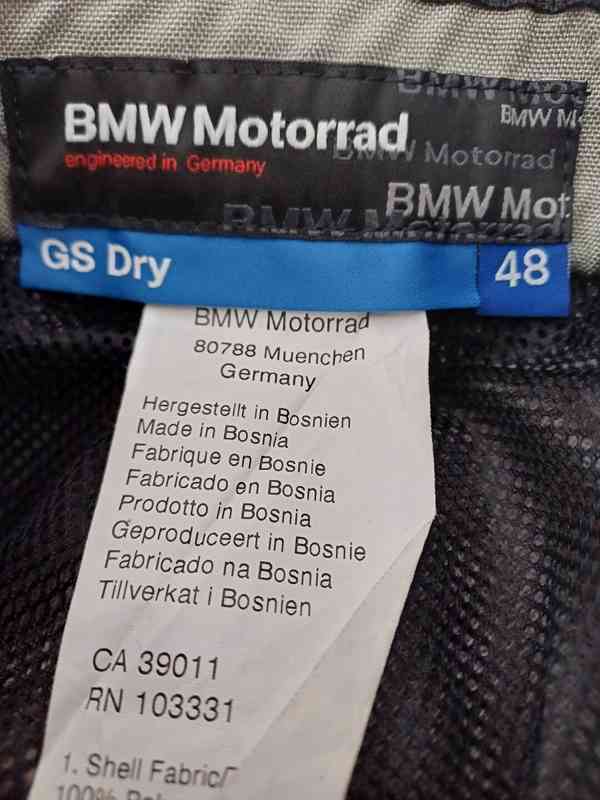 BMW Motorrad
engineered in Germany
BMW Motorrad
BMW Mot
GS Dry
48
BMW Motorrad
80788 Muenchen
Germany
Hergestellt in Bosnien
Made in Bosnia
Fabrique en Bosnie
Fabricado en Bosnia
Prodotto in Bosnia
Geproduceert in Bosnie
Fabricado na Bosnia
Tillverkat i Bosnien
CA 39011
RN 103331
1. Shell Fabric/
100%